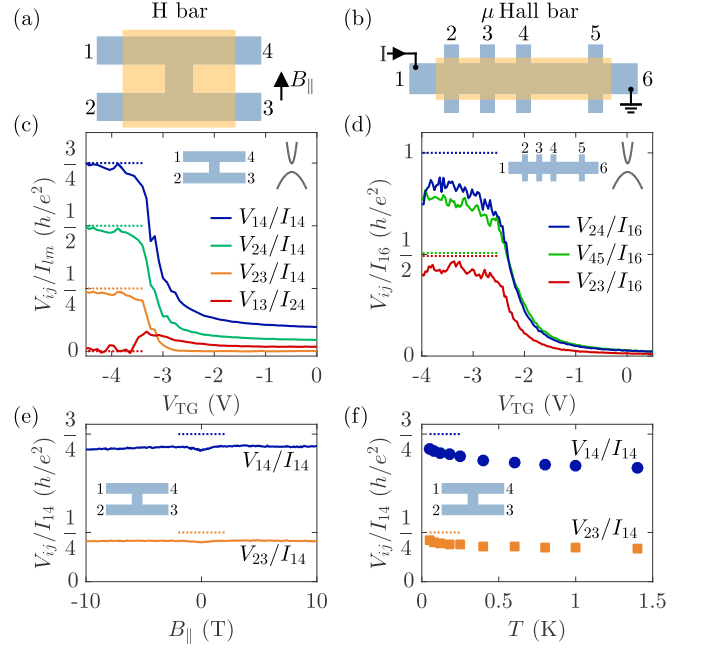 (a) H bar
1 4
2 3
B∥
(b) μ Hall bar
2 3 4 5
I
1 6
(c)
V_ij/I_lm (h/e²)
3/4
1/2
1/4
0
1 4
2 3
V₁₄/I₁₄
V₂₄/I₁₄
V₂₃/I₁₄
V₁₃/I₂₄
-4 -3 -2 -1 0
V_TG (V)
(d)
V_ij/I₁₆ (h/e²)
1
1/2
0
2 3 4 5
1 6
V₂₄/I₁₆
V₄₅/I₁₆
V₂₃/I₁₆
-4 -3 -2 -1 0
V_TG (V)
(e)
V_ij/I₁₄ (h/e²)
3/4
1/4
0
V₁₄/I₁₄
1 4
2 3
V₂₃/I₁₄
-10 -5 0 5 10
B∥ (T)
(f)
V_ij/I₁₄ (h/e²)
3/4
1/4
0
V₁₄/I₁₄
1 4
2 3
V₂₃/I₁₄
0 0.5 1 1.5
T (K)